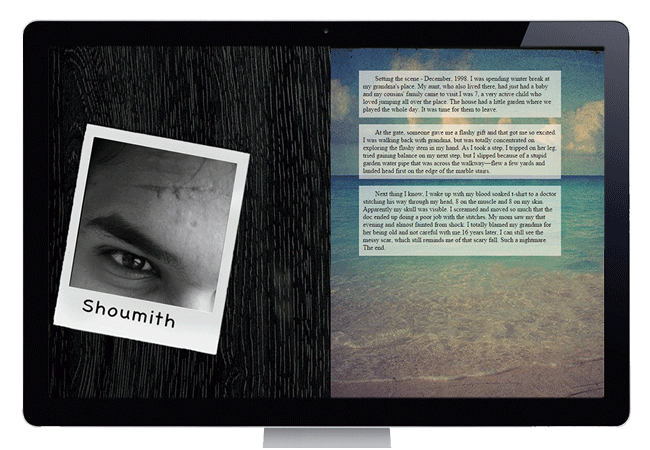 Shoumith
Setting the scene - December, 1998. I was spending winter break at
my grandma's place. My aunt, who also lived there, had just had a baby
and my cousins' family came to visit I was 7, a very active child who
loved jumping all over the place. The house had a little garden where we
played the whole day. It was time for them to leave.
At the gate, someone gave me a flashy gift and that got me so excited.
I was walking back with grandma, but was totally concentrated on
exploring the flashy item in my hand. As I took a step, I tripped on her leg,
tried gaining balance on my next step, but I slipped because of a stupid
garden water pipe that was across the walkway—flew a few yards and
landed head first on the edge of the marble stairs.
Next thing I know, I wake up with my blood soaked t-shirt to a doctor
stitching his way through my head, 8 on the muscle and 8 on my skin.
Apparently my skull was visible. I screamed and moved so much that the
doc ended up doing a poor job with the stitches. My mom saw my that
evening and almost fainted from shock. I totally blamed my grandma for
her being old and not careful with me.16 years later, I can still see the
messy scar, which still reminds me of that scary fall. Such a nightmare.
The end.